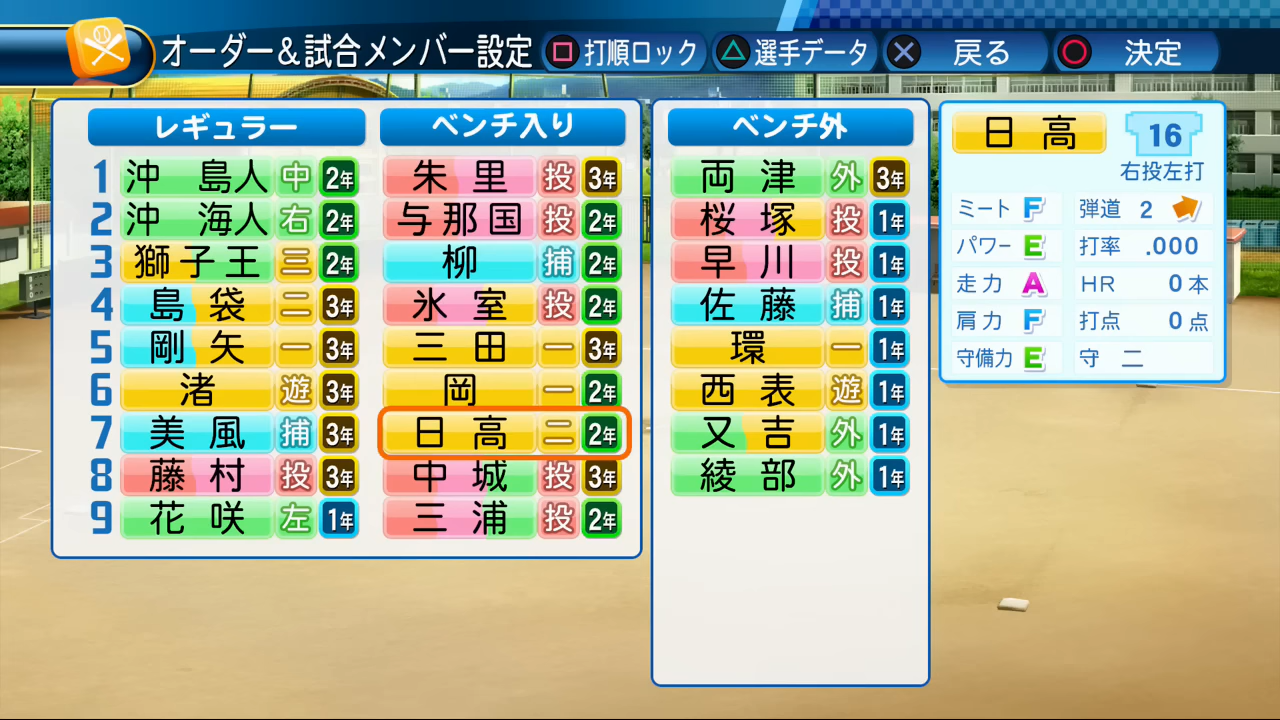 オーダー＆試合メンバー設定 打順ロック 選手データ 戻る 決定
レギュラー
1 沖 島人 中 2年
2 沖 海人 右 2年
3 獅子王 三 2年
4 島袋 二 3年
5 剛矢 一 3年
6 渚 遊 3年
7 美風 捕 3年
8 藤村 投 3年
9 花咲 左 1年
ベンチ入り
朱里 投 3年
与那国 投 2年
柳 捕 2年
氷室 投 2年
三田 一 3年
岡 一 2年
日高 二 2年
中城 投 3年
三浦 投 2年
ベンチ外
両津 外 3年
桜塚 投 1年
早川 投 1年
佐藤 捕 1年
環 一 1年
西表 遊 1年
又吉 外 1年
綾部 外 1年
日高 16
右投左打
ミート F 弾道 2
パワー E 打率 .000
走力 A HR 0本
肩力 F 打点 0点
守備力 E 守 二